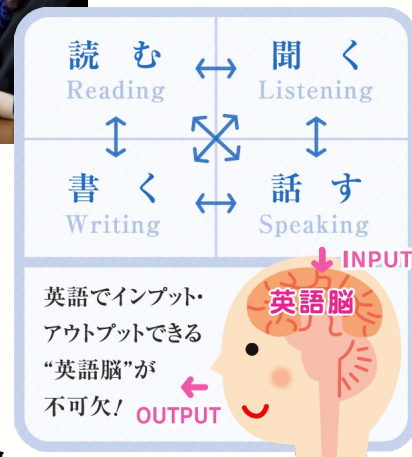 読む
Reading
聞く
Listening
書く
Writing
話す
Speaking
INPUT
英語脳
英語でインプット・
アウトプットできる
“英語脳”が
不可欠!
OUTPUT